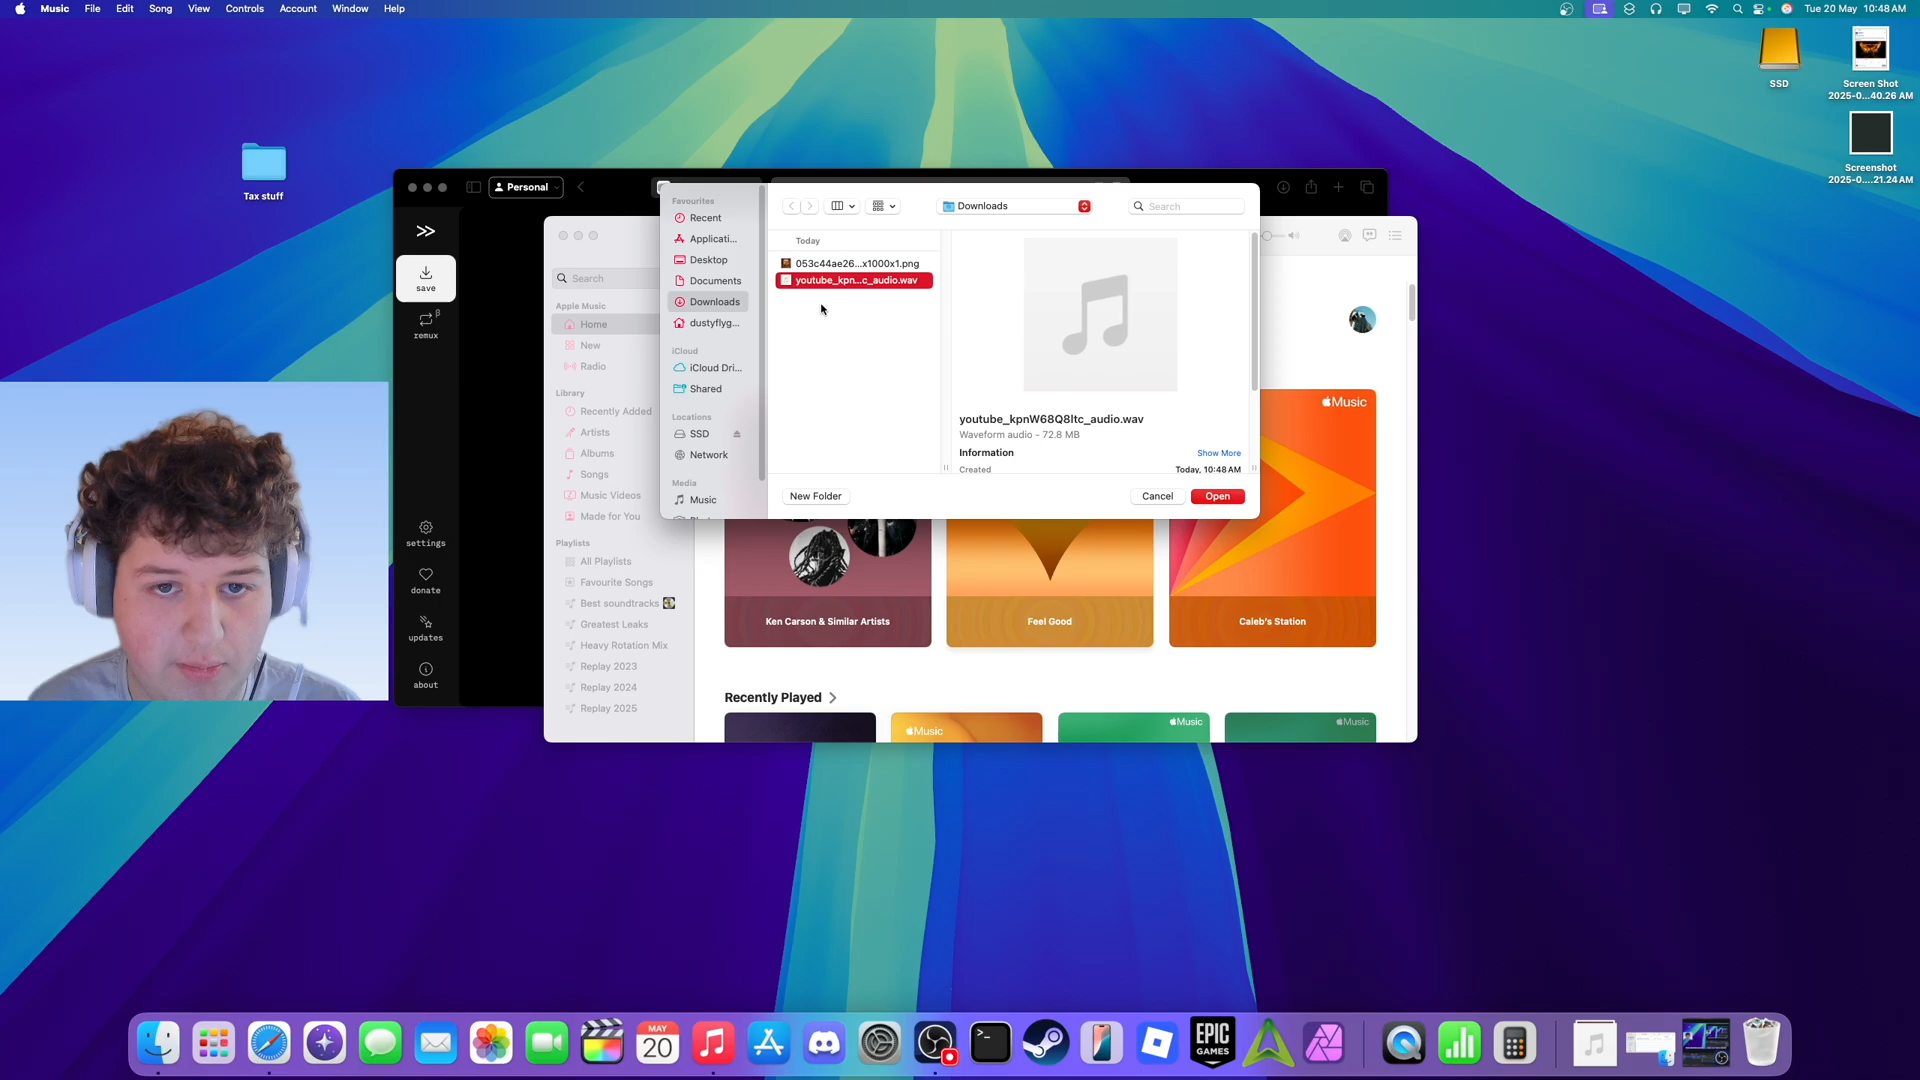 Music File Edit Song View Controls Account Window Help
Tue 20 May 10:48 AM
SSD
Screen Shot
2025-0...40.26 AM
Screenshot
2025-0....21.24 AM
Tax stuff
Personal
save
remux β
settings
donate
updates
about
Search
Apple Music
Home
New
Radio
Library
Recently Added
Artists
Albums
Songs
Music Videos
Made for You
Playlists
All Playlists
Favourite Songs
Best soundtracks
Greatest Leaks
Heavy Rotation Mix
Replay 2023
Replay 2024
Replay 2025
Favourites
Recent
Applicati...
Desktop
Documents
Downloads
dustyflyg...
iCloud
iCloud Dri...
Shared
Locations
SSD
Network
Media
Music
Downloads
Search
Today
053c44ae26...x1000x1.png
youtube_kpn...c_audio.wav
youtube_kpnW68Q8Itc_audio.wav
Waveform audio - 72.8 MB
Information Show More
Created Today, 10:48 AM
New Folder Cancel Open
Music
Ken Carson & Similar Artists
Feel Good
Caleb's Station
Recently Played
Music
Music
Music
MAY
20
EPIC
GAMES